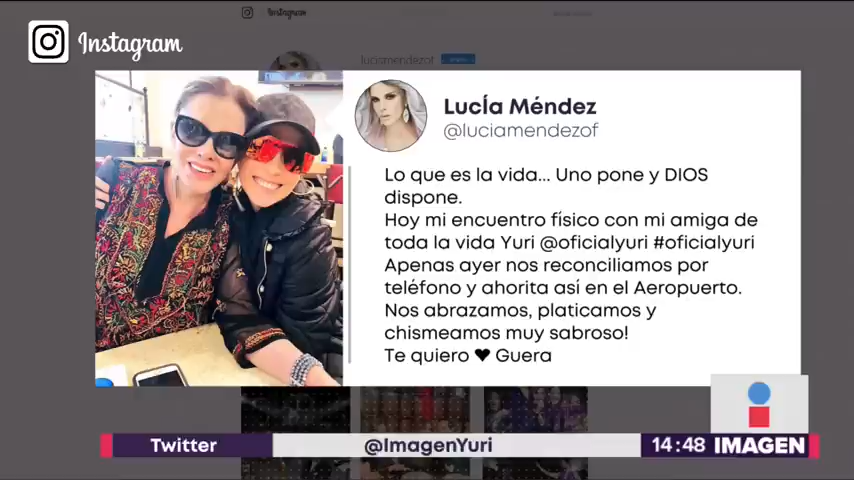 Instagram
Instagram
luciamendezof
LucÍa Méndez
@luciamendezof
Lo que es la vida... Uno pone y DIOS
dispone.
Hoy mi encuentro físico con mi amiga de
toda la vida Yuri @oficialyuri #oficialyuri
Apenas ayer nos reconciliamos por
teléfono y ahorita así en el Aeropuerto.
Nos abrazamos, platicamos y
chismeamos muy sabroso!
Te quiero ❤ Guera
Twitter
@ImagenYuri
14:48 IMAGEN